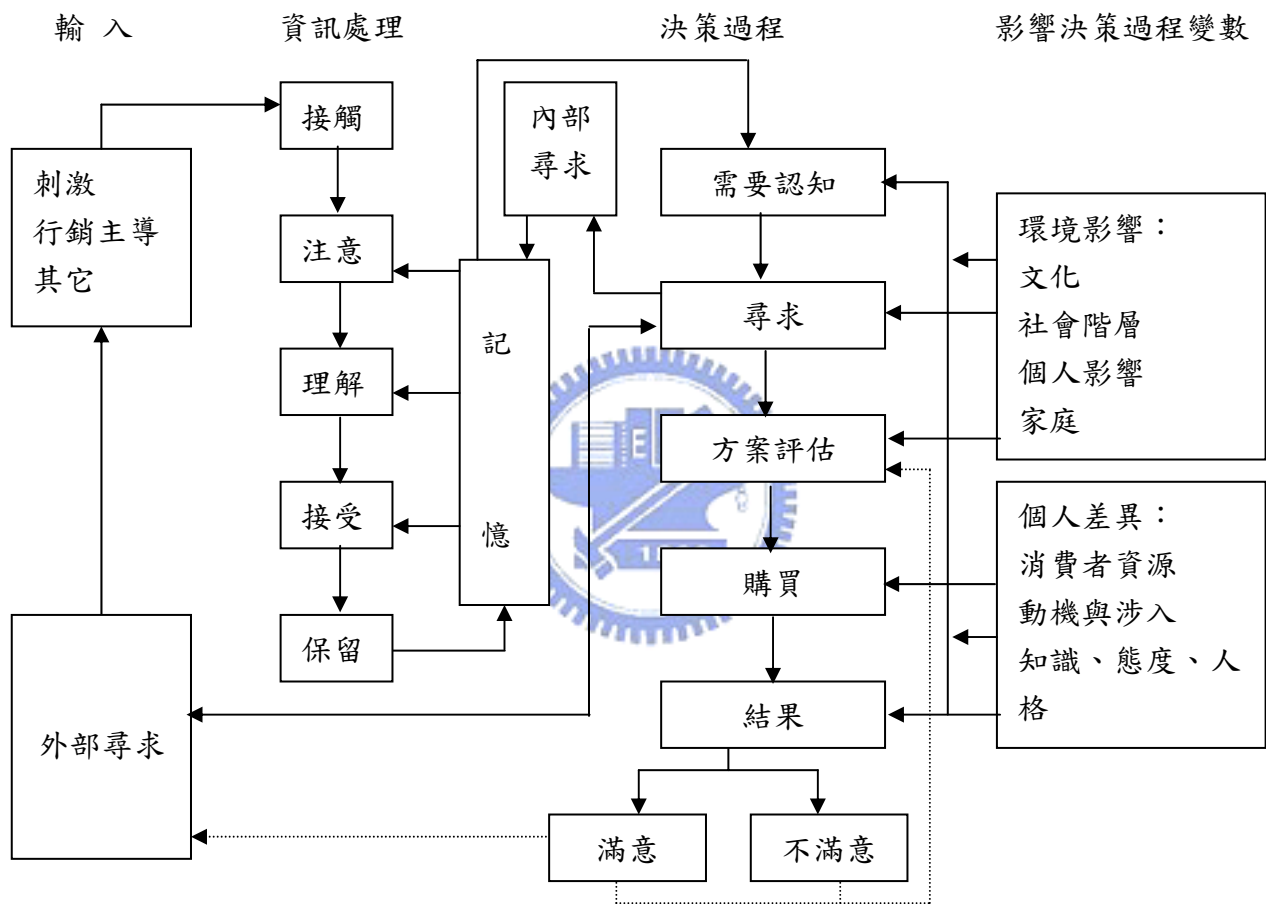 輸 入
資訊處理
決策過程
影響決策過程變數
接觸
內部
尋求
刺激
行銷主導
其它
需要認知
注意
環境影響：
文化
社會階層
個人影響
家庭
尋求
記
理解
方案評估
接受
憶
個人差異：
消費者資源
動機與涉入
知識、態度、人
格
購買
保留
外部尋求
結果
滿意
不滿意